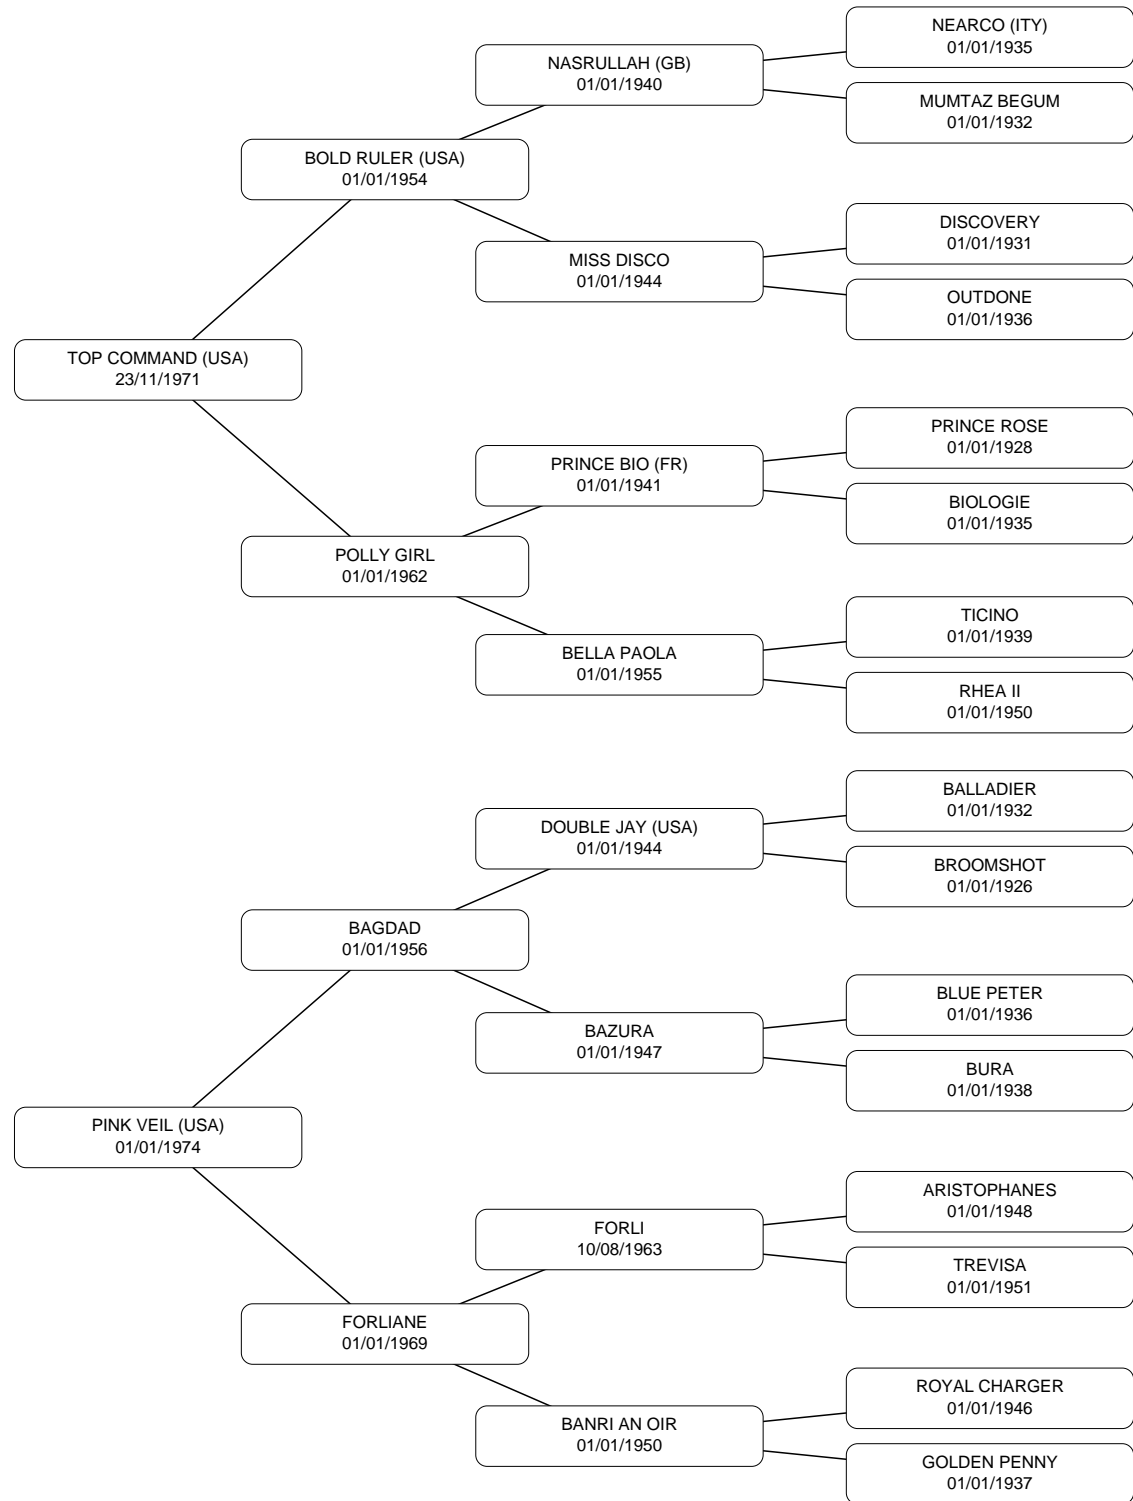 NEARCO (ITY)
01/01/1935
NASRULLAH (GB)
01/01/1940
MUMTAZ BEGUM
01/01/1932
BOLD RULER (USA)
01/01/1954
DISCOVERY
01/01/1931
MISS DISCO
01/01/1944
OUTDONE
01/01/1936
TOP COMMAND (USA)
23/11/1971
PRINCE ROSE
01/01/1928
PRINCE BIO (FR)
01/01/1941
BIOLOGIE
01/01/1935
POLLY GIRL
01/01/1962
TICINO
01/01/1939
BELLA PAOLA
01/01/1955
RHEA II
01/01/1950
BALLADIER
01/01/1932
DOUBLE JAY (USA)
01/01/1944
BROOMSHOT
01/01/1926
BAGDAD
01/01/1956
BLUE PETER
01/01/1936
BAZURA
01/01/1947
BURA
01/01/1938
PINK VEIL (USA)
01/01/1974
ARISTOPHANES
01/01/1948
FORLI
10/08/1963
TREVISA
01/01/1951
FORLIANE
01/01/1969
ROYAL CHARGER
01/01/1946
BANRI AN OIR
01/01/1950
GOLDEN PENNY
01/01/1937